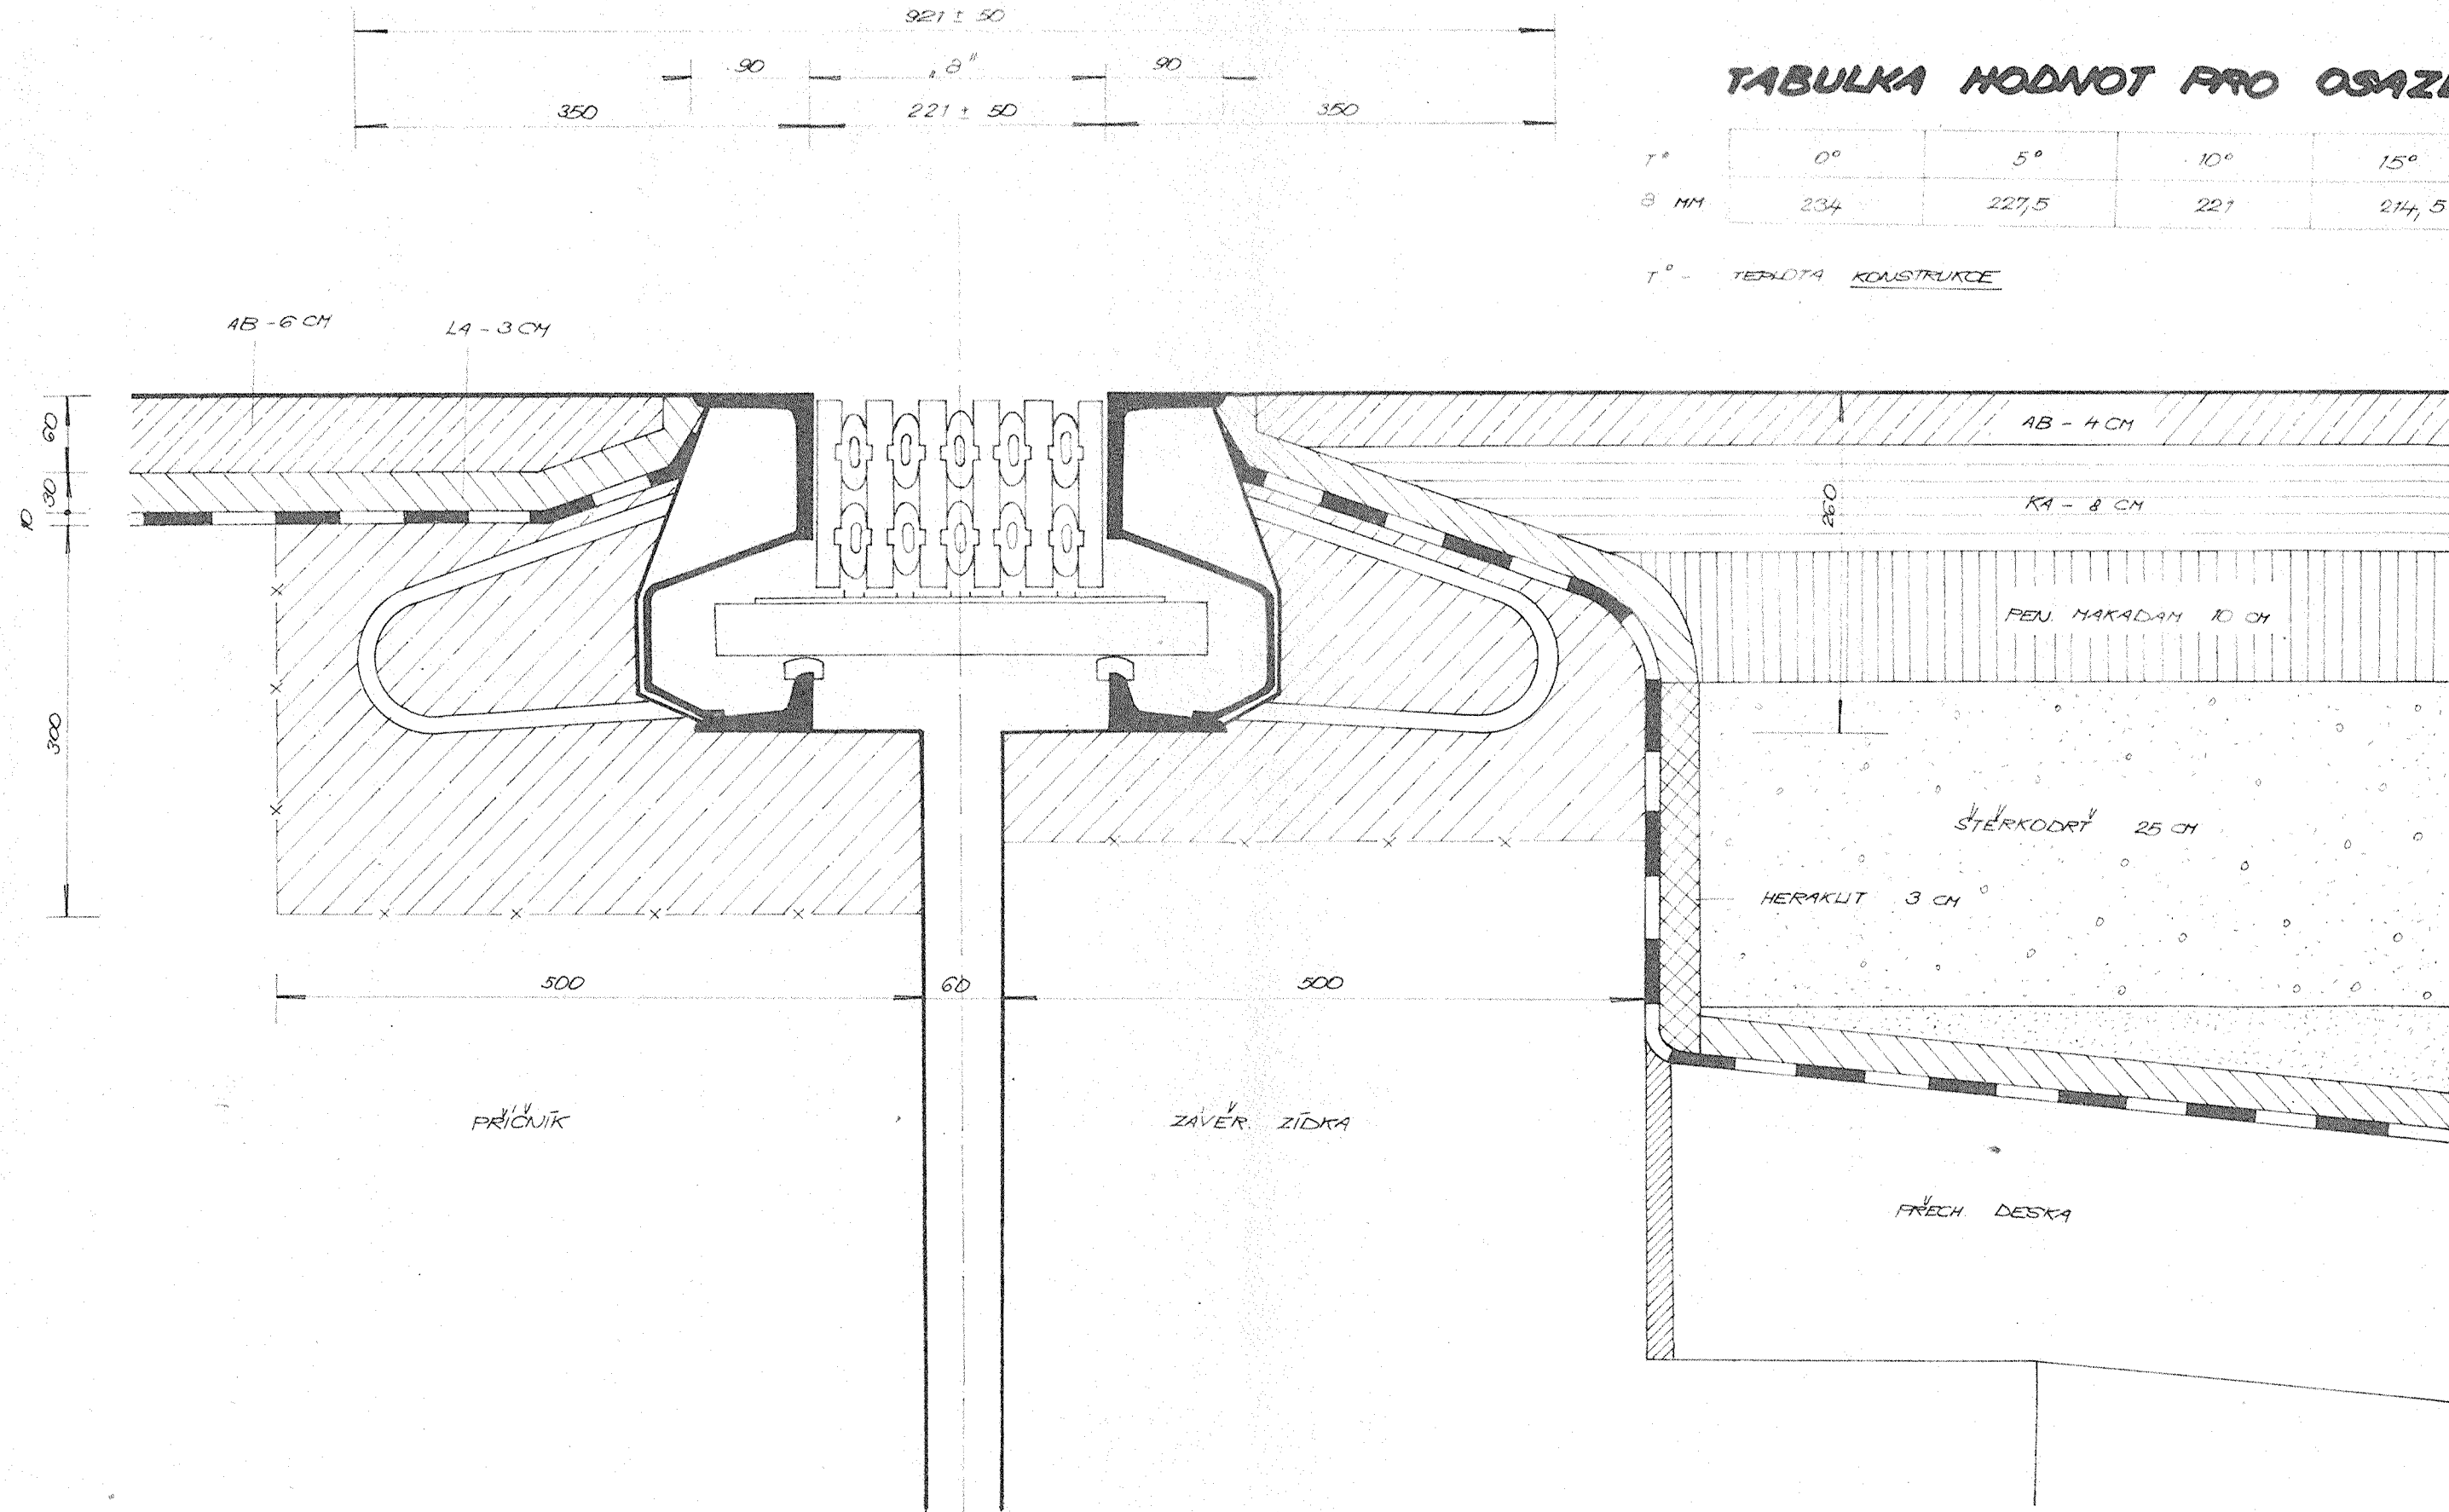 921 ± 50
90 „a" 90
350 221 ± 50 350
TABULKA HODNOT PRO
T° 0° 5° 10° 15°
a MM 234 227,5 221 214,5
T° - TEPLOTA KONSTRUKCE
AB - 6 CM LA - 3 CM
60
30
10
300
AB - 4 CM
KA - 8 CM
260
PEN. MAKADAM 10 CM
ŠTĚRKODRŤ 25 CM
HERAKLIT 3 CM
500 60 500
PŘÍČNÍK ZÁVĚR. ZÍDKA
PŘECH. DESKA